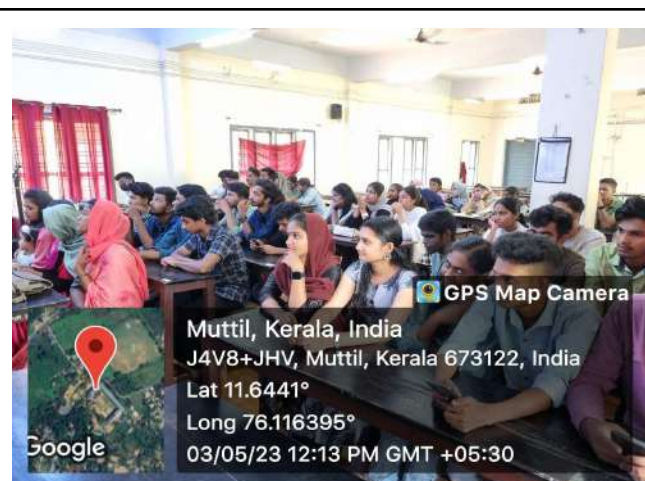 GPS Map Camera
Muttil, Kerala, India
J4V8+JHV, Muttil, Kerala 673122, India
Lat 11.6441°
Long 76.116395°
03/05/23 12:13 PM GMT +05:30
Google